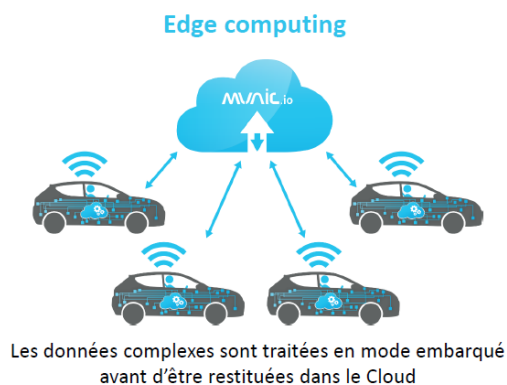 Edge computing
munic.io
Les données complexes sont traitées en mode embarqué
avant d'être restituées dans le Cloud